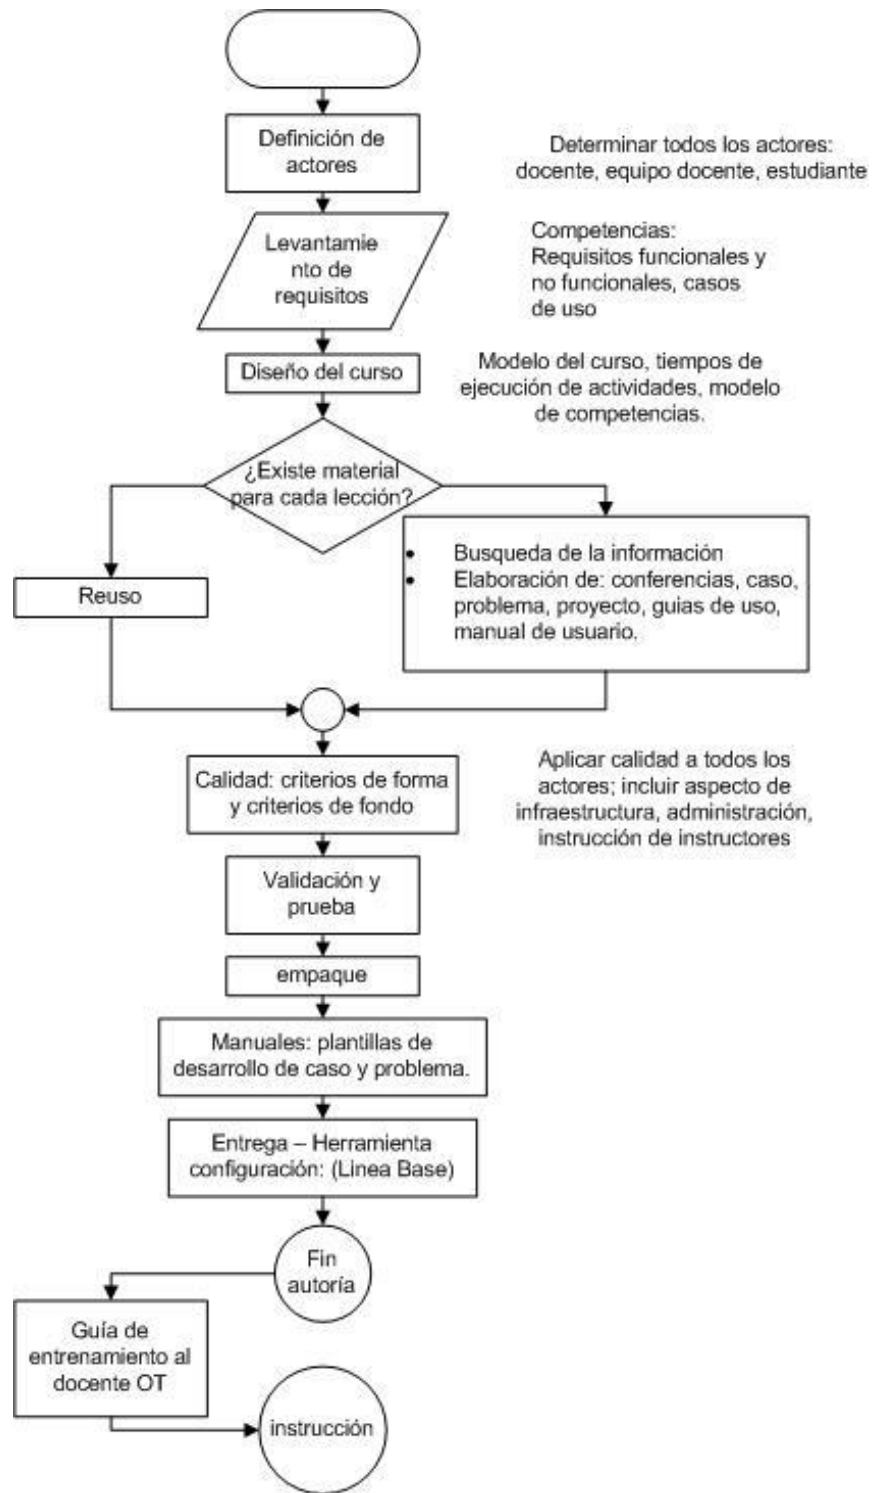 Definición de
actores
Determinar todos los actores:
docente, equipo docente, estudiante
Levantamie
nto de
requisitos
Competencias:
Requisitos funcionales y
no funcionales, casos
de uso
Diseño del curso
Modelo del curso, tiempos de
ejecución de actividades, modelo
de competencias.
¿Existe material
para cada lección?
Reuso
• Busqueda de la información
• Elaboración de: conferencias, caso,
problema, proyecto, guias de uso,
manual de usuario.
Calidad: criterios de forma
y criterios de fondo
Aplicar calidad a todos los
actores; incluir aspecto de
infraestructura, administración,
instrucción de instructores
Validación y
prueba
empaque
Manuales: plantillas de
desarrollo de caso y problema.
Entrega – Herramienta
configuración: (Linea Base)
Fin
autoría
Guía de
entrenamiento al
docente OT
instrucción